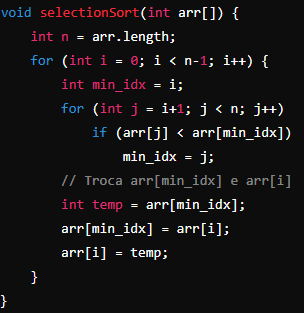 void selectionSort(int arr[]) {
    int n = arr.length;
    for (int i = 0; i < n-1; i++) {
        int min_idx = i;
        for (int j = i+1; j < n; j++)
            if (arr[j] < arr[min_idx])
                min_idx = j;
        // Troca arr[min_idx] e arr[i]
        int temp = arr[min_idx];
        arr[min_idx] = arr[i];
        arr[i] = temp;
    }
}